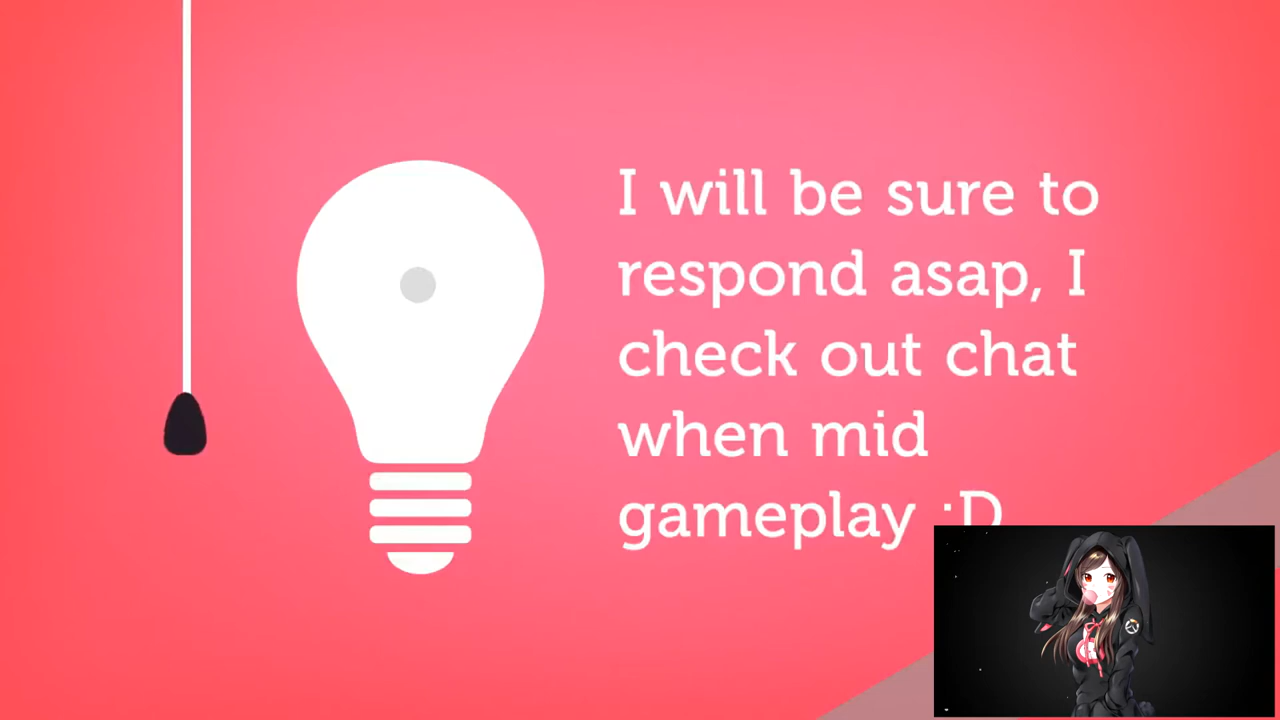 I will be sure to
respond asap, I
check out chat
when mid
gameplay :D